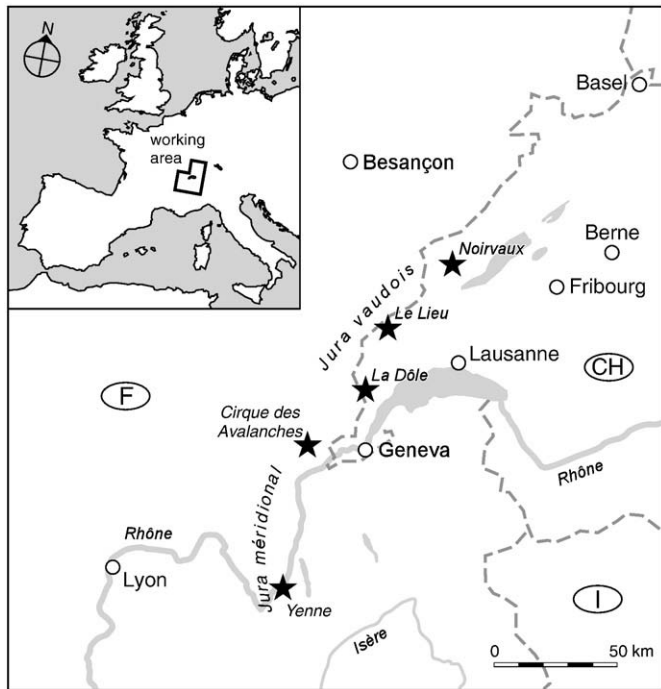 N
working
area
Basel
Besançon
Noirvaux
Berne
Fribourg
Jura vaudois
Le Lieu
Lausanne
La Dôle
CH
F
Cirque des
Avalanches
Geneva
Rhône
Jura méridional
Rhône
Lyon
Yenne
I
Isère
0 50 km